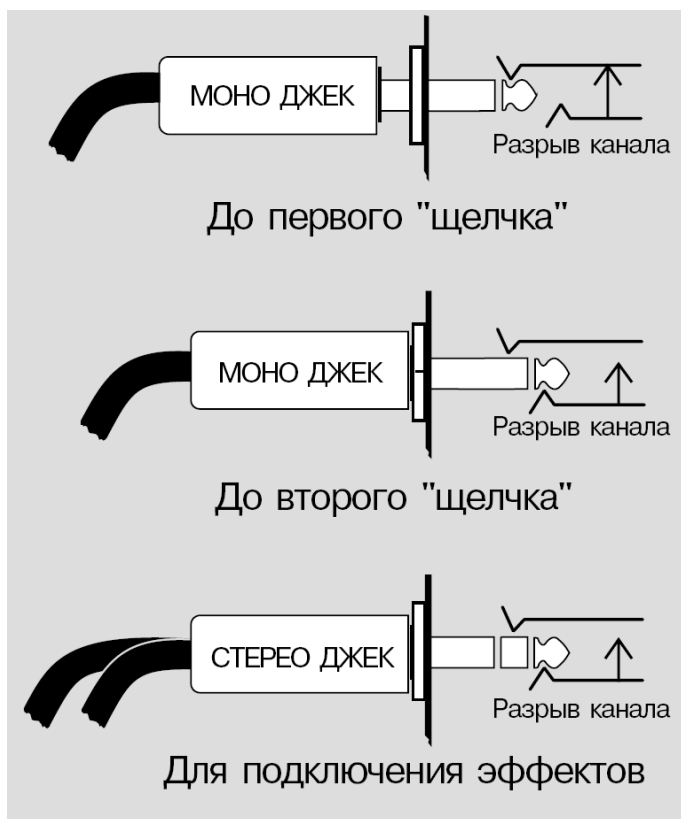 МОНО ДЖЕК
Разрыв канала
До первого "щелчка"
МОНО ДЖЕК
Разрыв канала
До второго "щелчка"
СТЕРЕО ДЖЕК
Разрыв канала
Для подключения эффектов